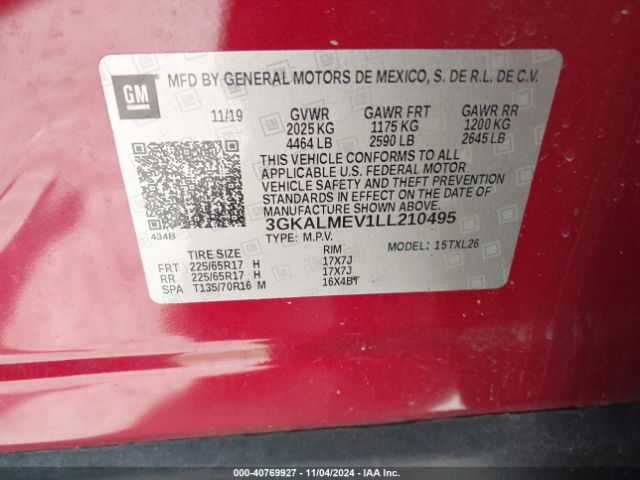 GM
MFD BY GENERAL MOTORS DE MEXICO, S. DE R.L. DE C.V.
11/19 GVWR GAWR FRT GAWR RR
2025 KG 1175 KG 1200 KG
4464 LB 2590 LB 2645 LB
THIS VEHICLE CONFORMS TO ALL
APPLICABLE U.S. FEDERAL MOTOR
VEHICLE SAFETY AND THEFT PREVENTION
STANDARDS IN EFFECT ON THE DATE OF
MANUFACTURE SHOWN ABOVE.
434B 3GKALMEV1LL210495
TYPE: M.P.V. MODEL: 15TXL26
TIRE SIZE RIM
FRT 225/65R17 H 17X7J
RR 225/65R17 H 17X7J
SPA T135/70R16 M 16X4BT
000-40769927 - 11/04/2024 - IAA Inc.